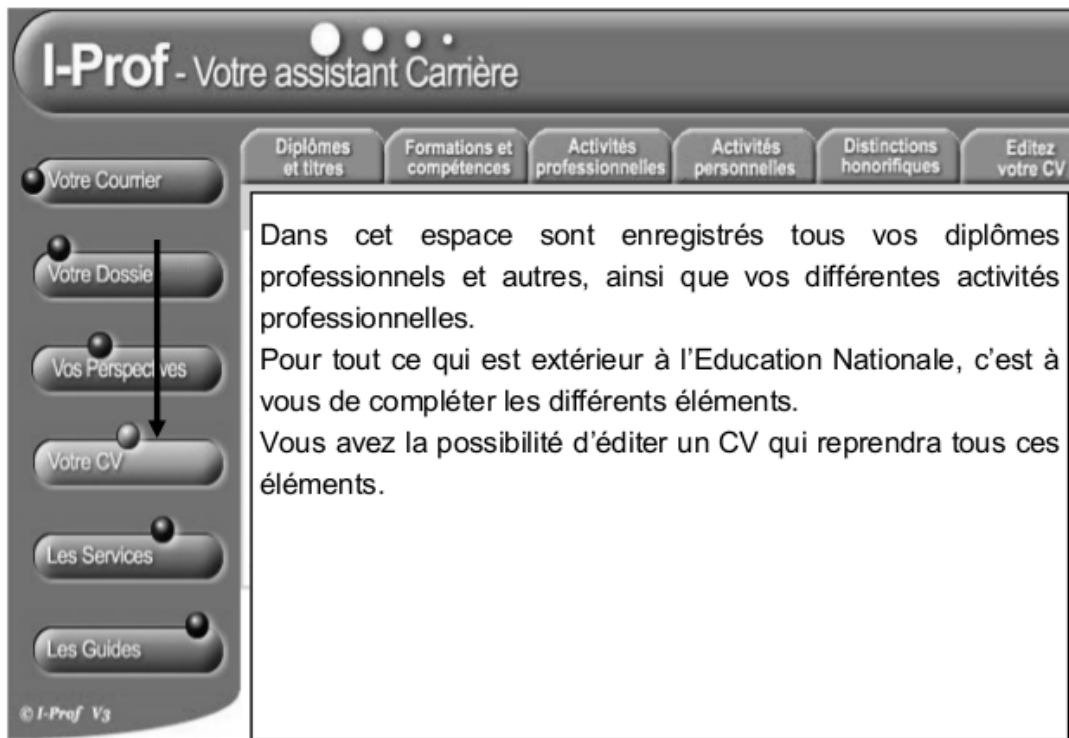 I-Prof - Votre assistant Carrière
Diplômes et titres
Formations et compétences
Activités professionnelles
Activités personnelles
Distinctions honorifiques
Editez votre CV
Votre Courrier
Votre Dossier
Vos Perspectives
Votre CV
Les Services
Les Guides
© I-Prof V3
Dans cet espace sont enregistrés tous vos diplômes
professionnels et autres, ainsi que vos différentes activités
professionnelles.
Pour tout ce qui est extérieur à l'Education Nationale, c'est à
vous de compléter les différents éléments.
Vous avez la possibilité d'éditer un CV qui reprendra tous ces
éléments.